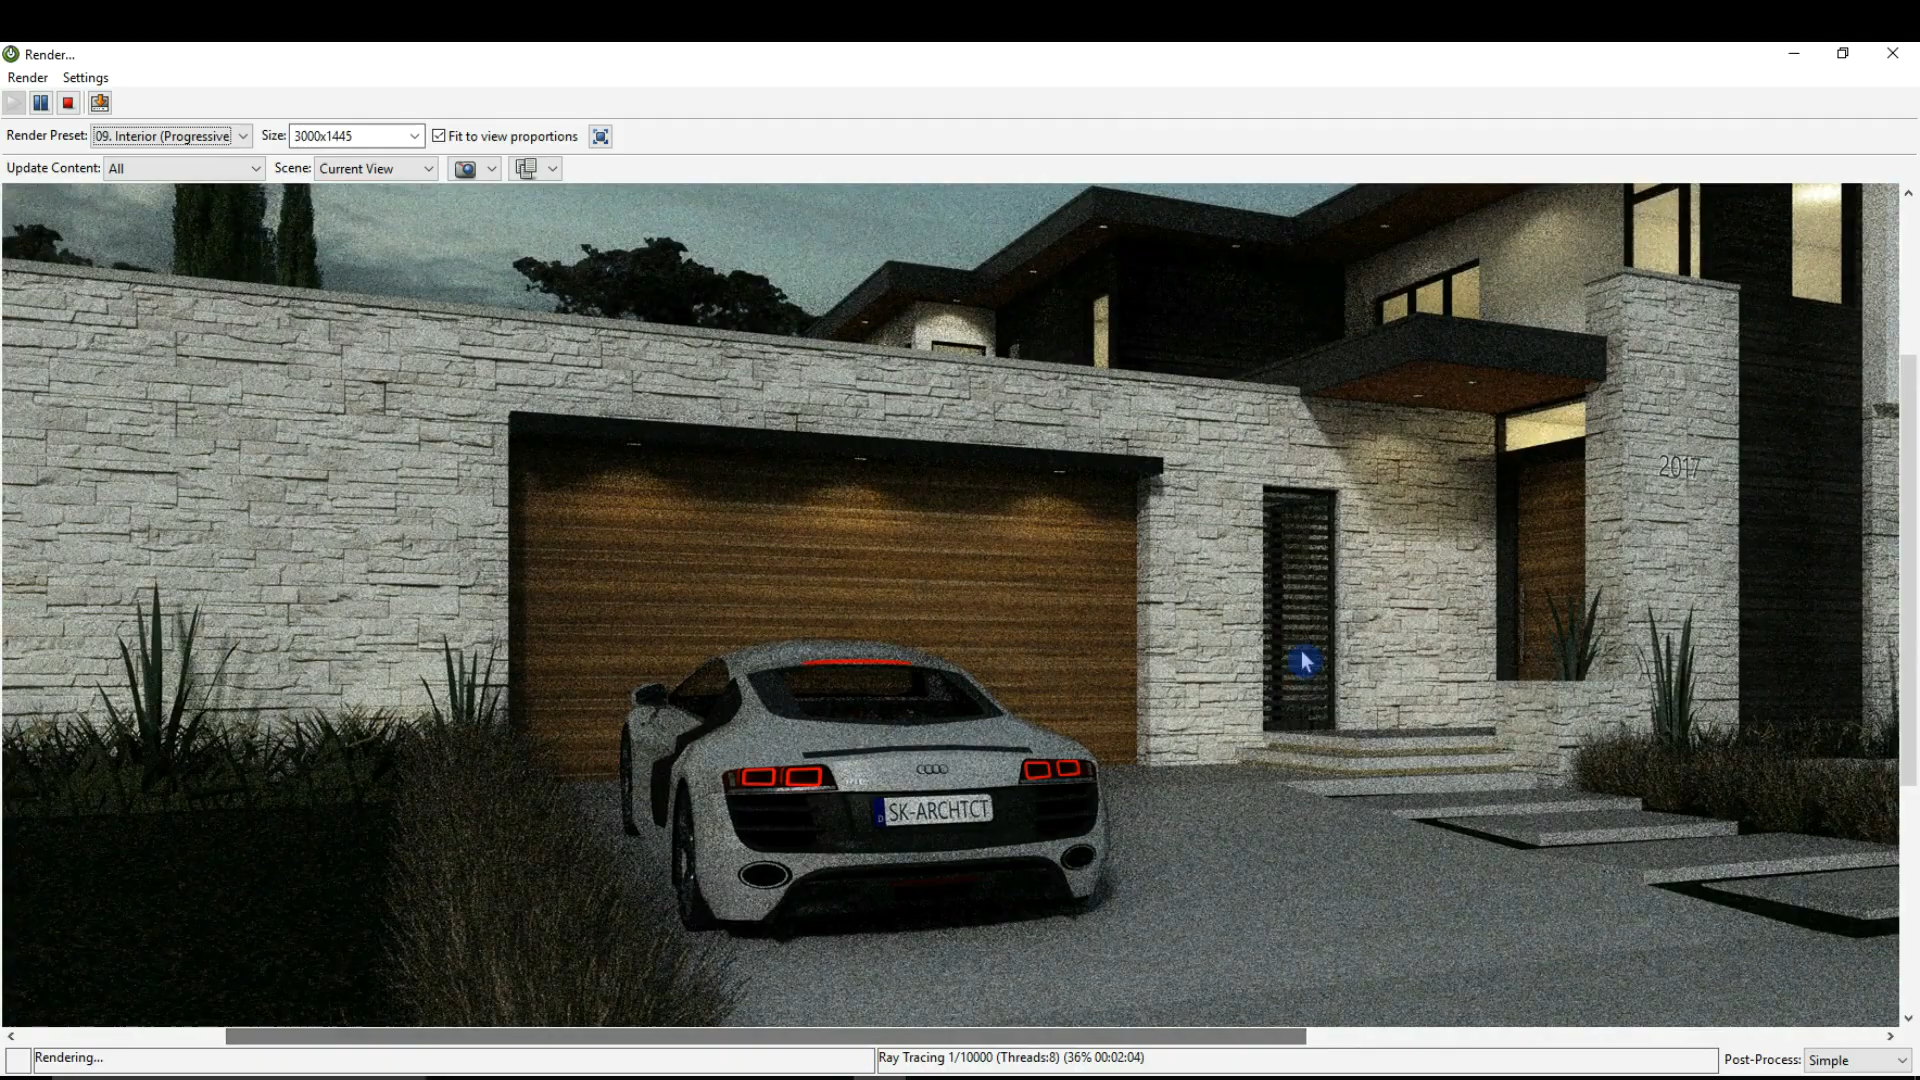 Render...
Render Settings
Render Preset: 09. Interior (Progressive Size: 3000x1445 Fit to view proportions
Update Content: All Scene: Current View
2017
D SK-ARCHTCT
Rendering... Ray Tracing 1/10000 (Threads:8) (36% 00:02:04) Post-Process: Simple